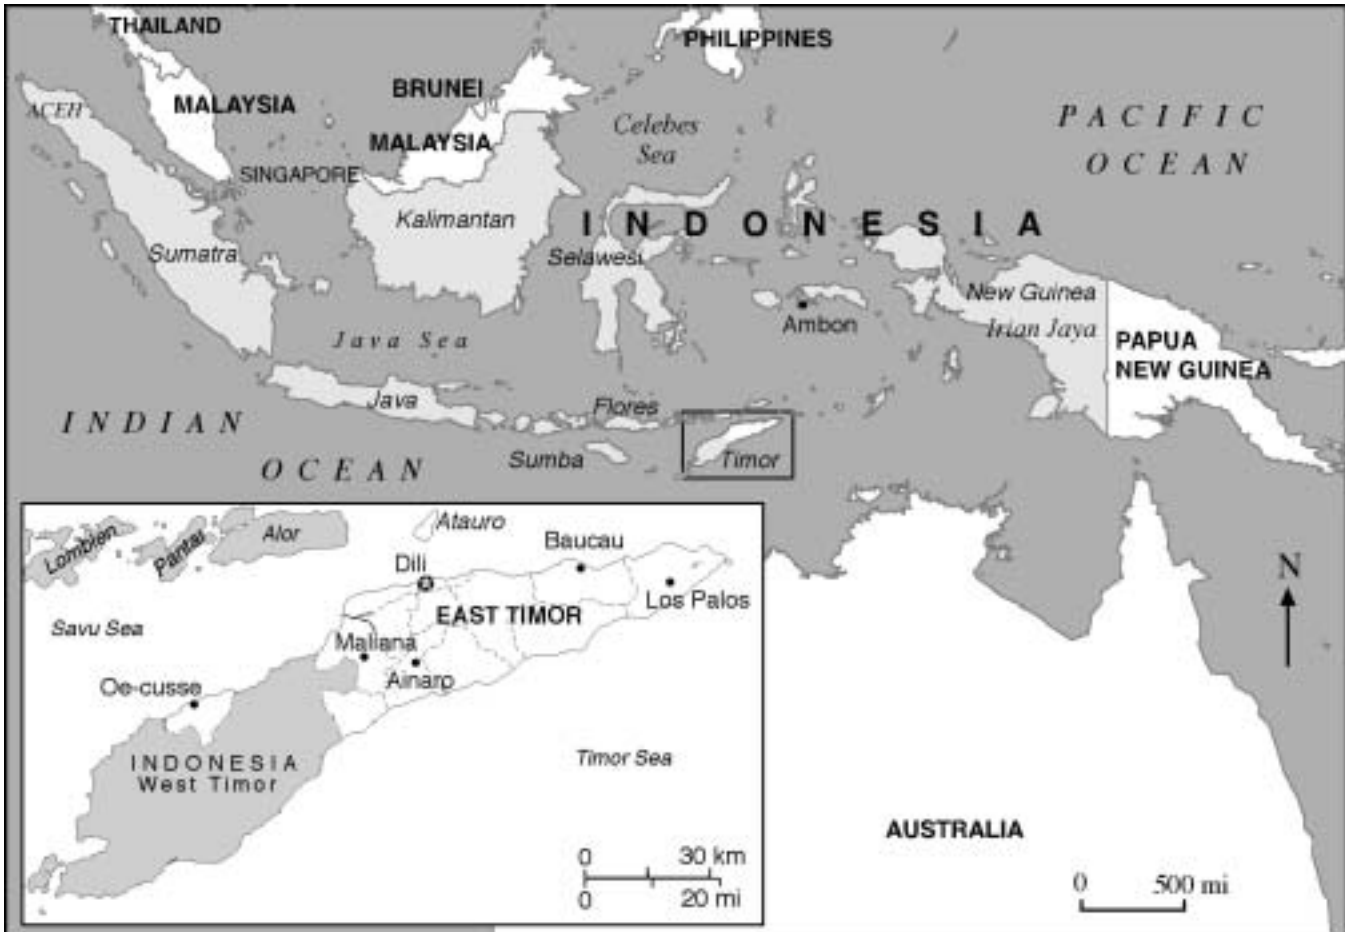 THAILAND
PHILIPPINES
ACEH
MALAYSIA
BRUNEI
MALAYSIA
SINGAPORE
Celebes
Sea
PACIFIC
OCEAN
Kalimantan
INDONESIA
Sumatra
Selawesi
New Guinea
Irian Jaya
Ambon
PAPUA
NEW GUINEA
Java Sea
Java
Flores
INDIAN
OCEAN
Sumba
Timor
Lomblen
Pantar
Alor
Atauro
Baucau
Dili
Los Palos
EAST TIMOR
Savu Sea
Maliana
Ainaro
Oe-cusse
INDONESIA
West Timor
Timor Sea
0 30 km
0 20 mi
N
AUSTRALIA
0 500 mi